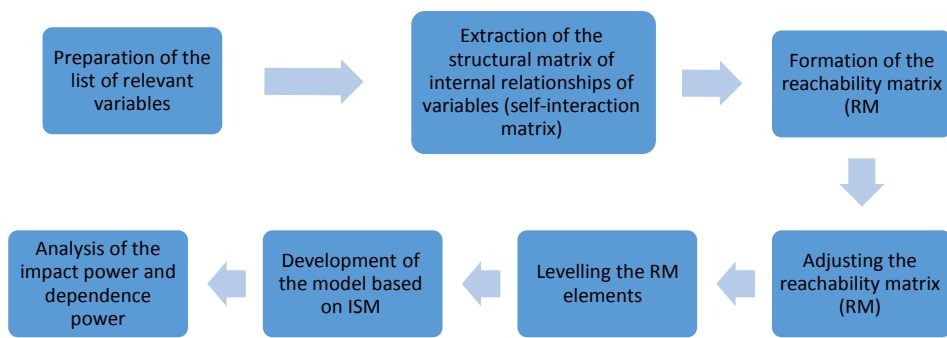 Preparation of the
list of relevant
variables
Extraction of the
structural matrix of
internal relationships of
variables (self-interaction
matrix)
Formation of the
reachability matrix
(RM
Adjusting the
reachability matrix
(RM)
Levelling the RM
elements
Development of
the model based
on ISM
Analysis of the
impact power and
dependence
power